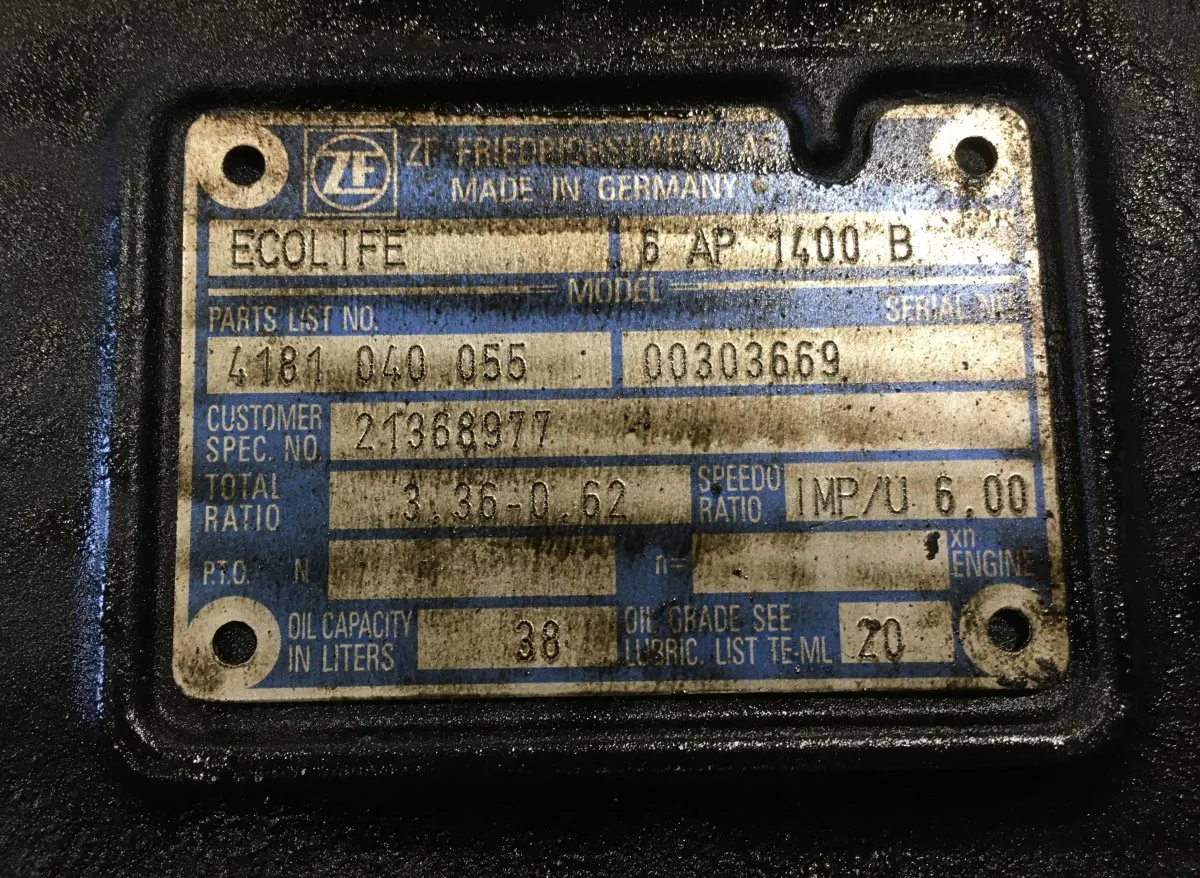 ZF ZF FRIEDRICHSHAFEN AG
MADE IN GERMANY
ECOLIFE 6 AP 1400 B
MODEL
PARTS LIST NO. SERIAL NO.
4181 040 055 00303669
CUSTOMER SPEC. NO. 21368977
TOTAL RATIO 3,36-0,62 SPEEDO RATIO IMP/U 6,00
P.T.O. N n= xn ENGINE
OIL CAPACITY IN LITERS 38 OIL GRADE SEE LUBRIC. LIST TE-ML 20